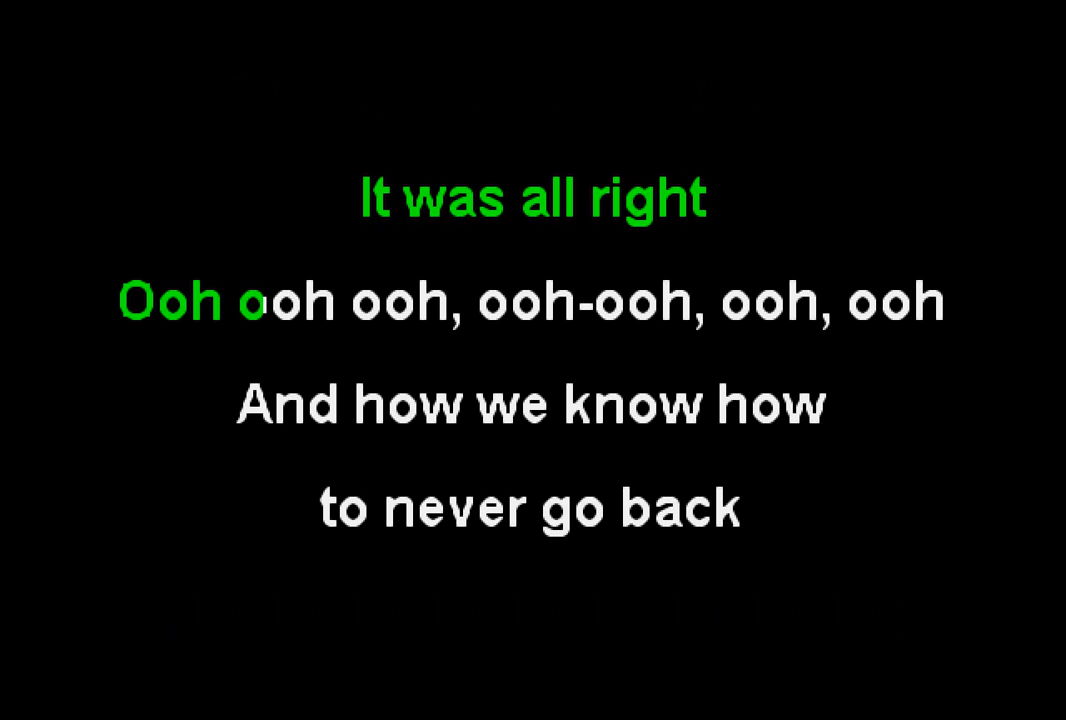 It was all right
Ooh ooh ooh, ooh-ooh, ooh, ooh
And how we know how
to never go back